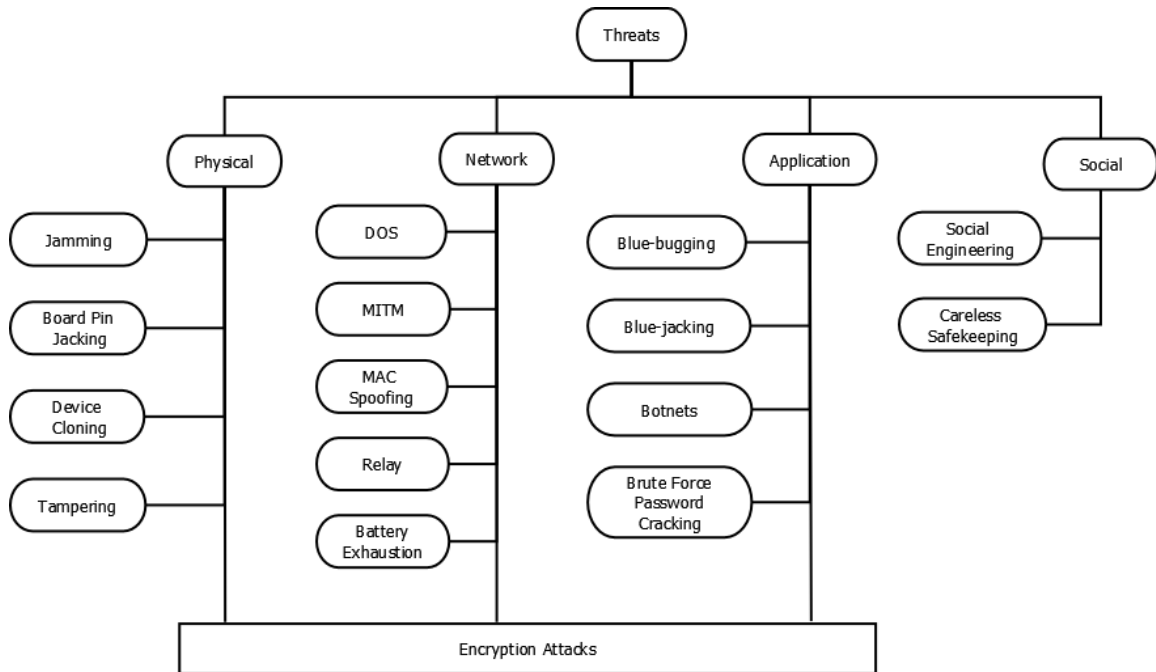 Threats
Physical
Network
Application
Social
Jamming
Board Pin
Jacking
Device
Cloning
Tampering
DOS
MITM
MAC
Spoofing
Relay
Battery
Exhaustion
Blue-bugging
Blue-jacking
Botnets
Brute Force
Password
Cracking
Social
Engineering
Careless
Safekeeping
Encryption Attacks